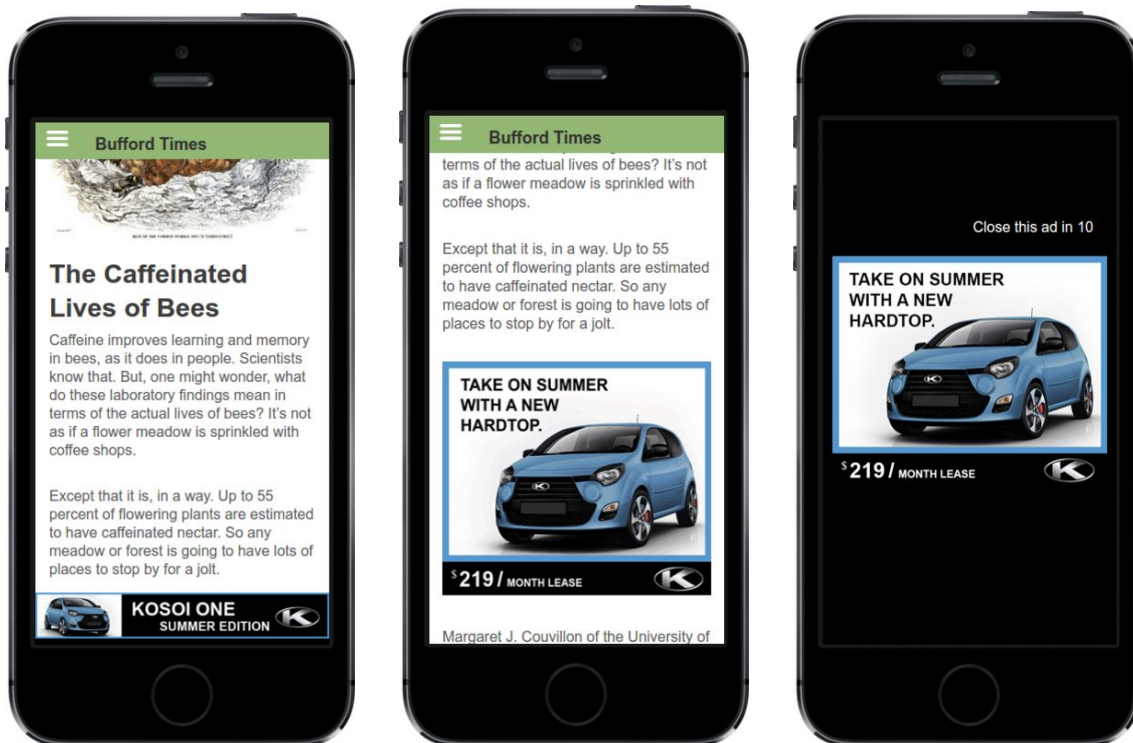 Bufford Times
The Caffeinated
Lives of Bees
Caffeine improves learning and memory
in bees, as it does in people. Scientists
know that. But, one might wonder, what
do these laboratory findings mean in
terms of the actual lives of bees? It's not
as if a flower meadow is sprinkled with
coffee shops.
Except that it is, in a way. Up to 55
percent of flowering plants are estimated
to have caffeinated nectar. So any
meadow or forest is going to have lots of
places to stop by for a jolt.
KOSOI ONE
SUMMER EDITION
K
Bufford Times
terms of the actual lives of bees? It's not
as if a flower meadow is sprinkled with
coffee shops.
Except that it is, in a way. Up to 55
percent of flowering plants are estimated
to have caffeinated nectar. So any
meadow or forest is going to have lots of
places to stop by for a jolt.
TAKE ON SUMMER
WITH A NEW
HARDTOP.
K
$219/ MONTH LEASE K
Margaret J. Couvillon of the University of
Close this ad in 10
TAKE ON SUMMER
WITH A NEW
HARDTOP.
K
$219/ MONTH LEASE K